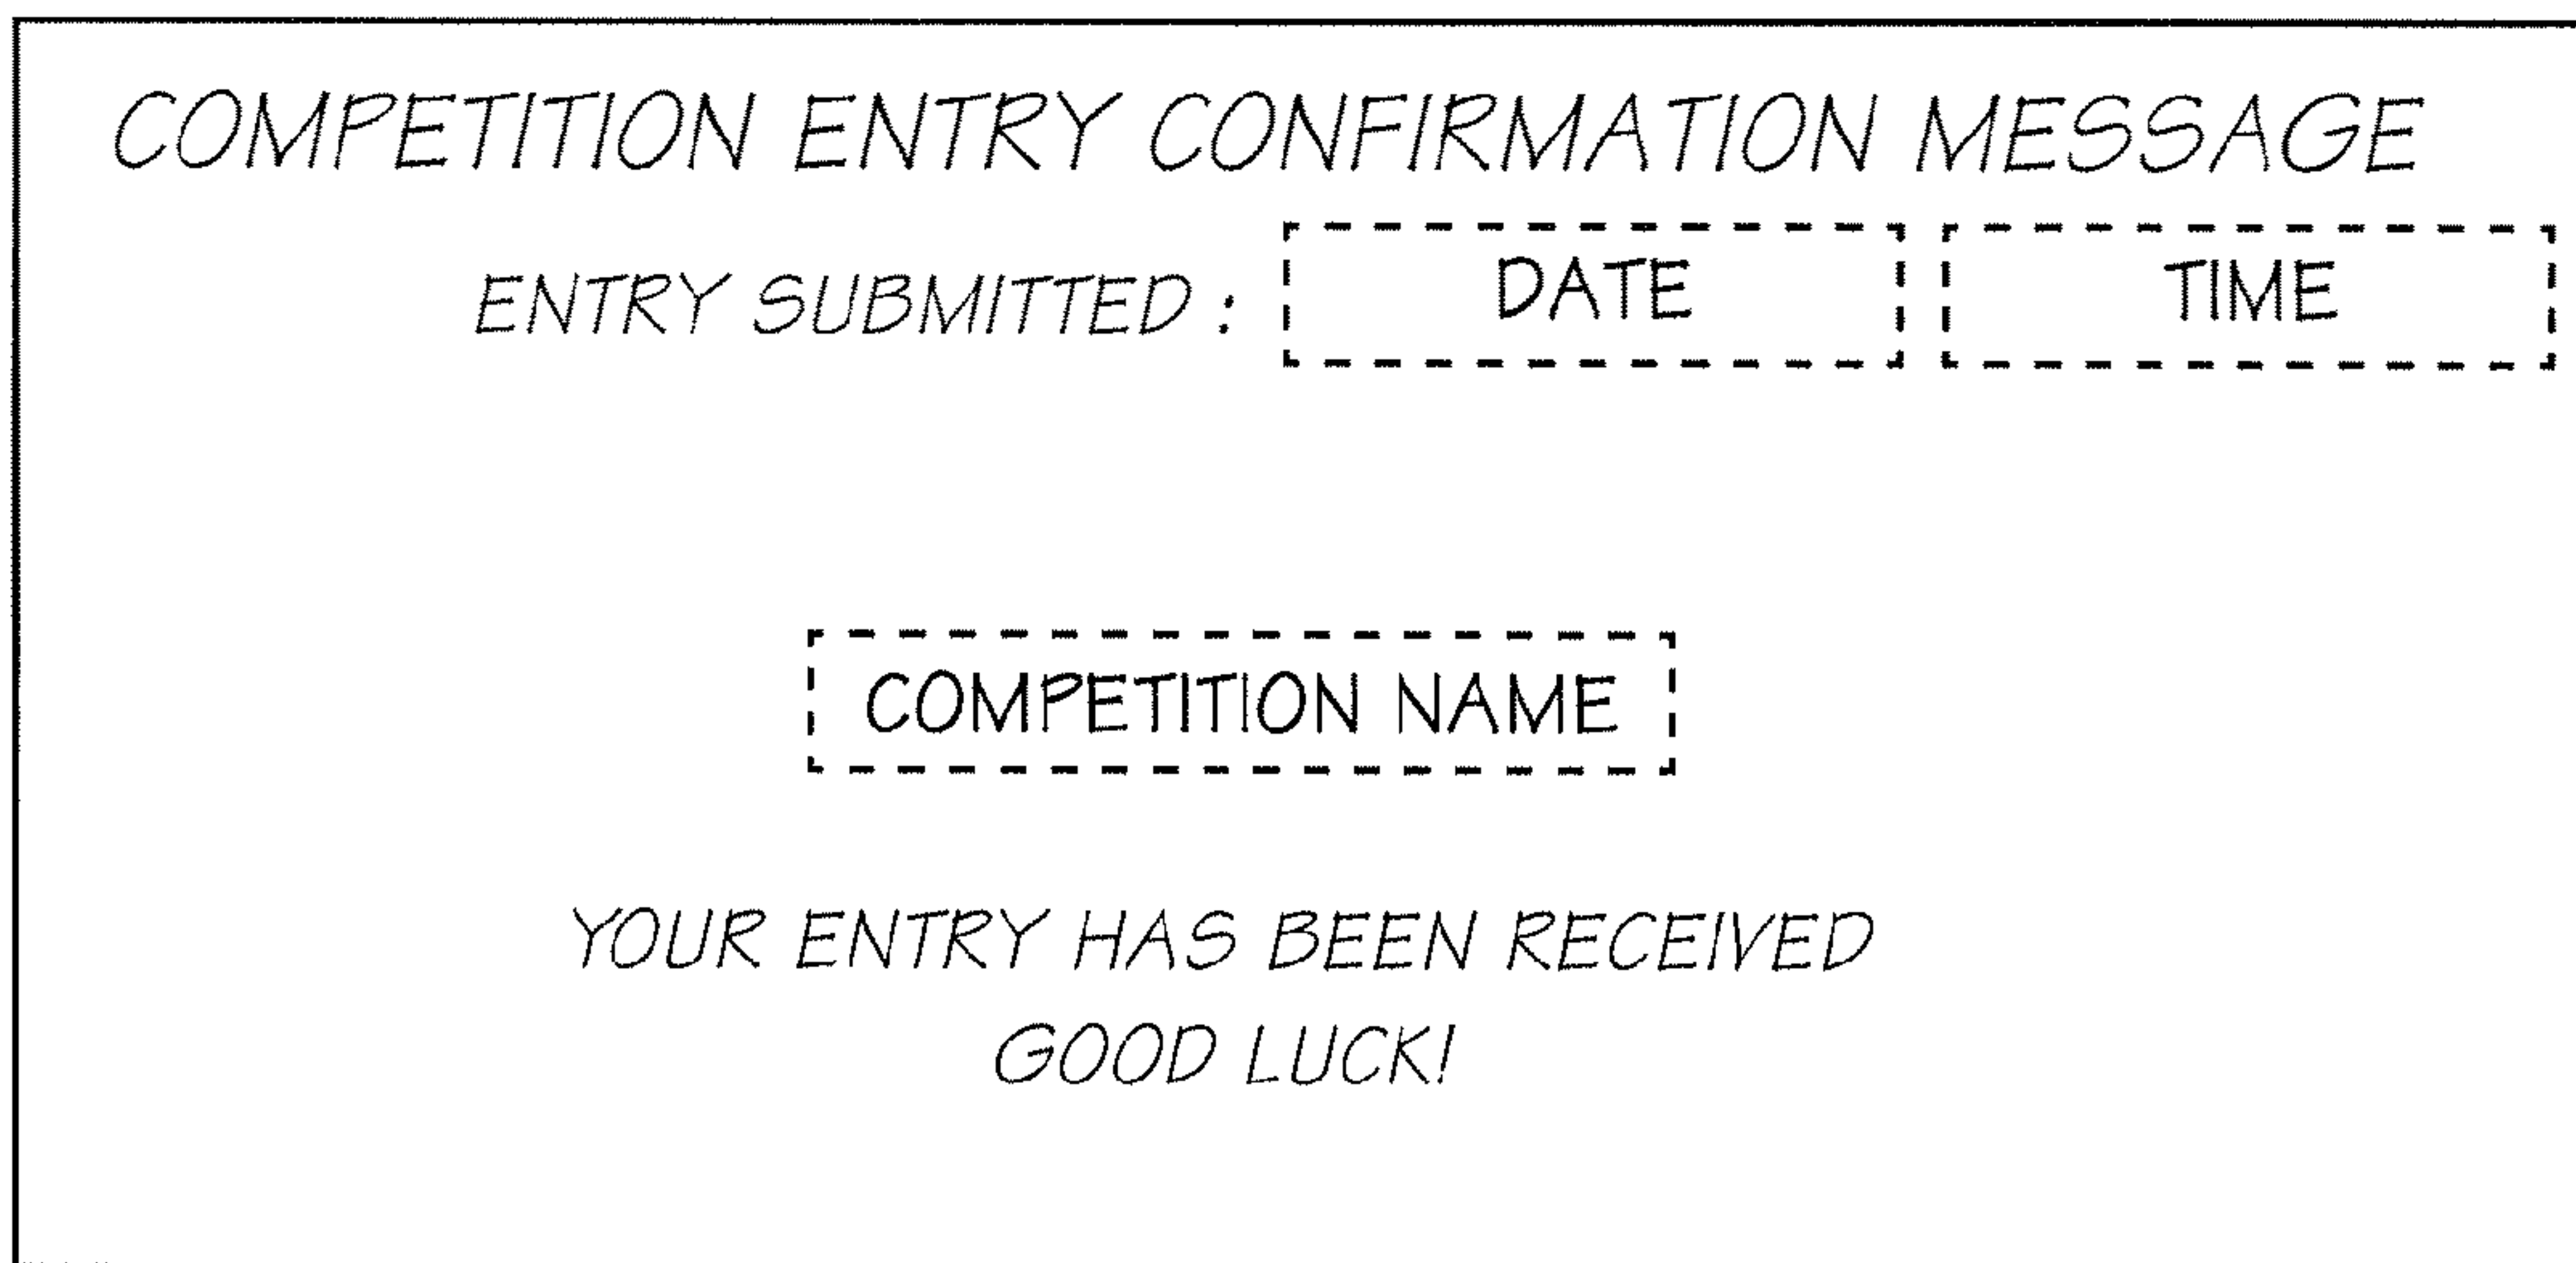 COMPETITION ENTRY CONFIRMATION MESSAGE
ENTRY SUBMITTED : DATE TIME
COMPETITION NAME
YOUR ENTRY HAS BEEN RECEIVED
GOOD LUCK!